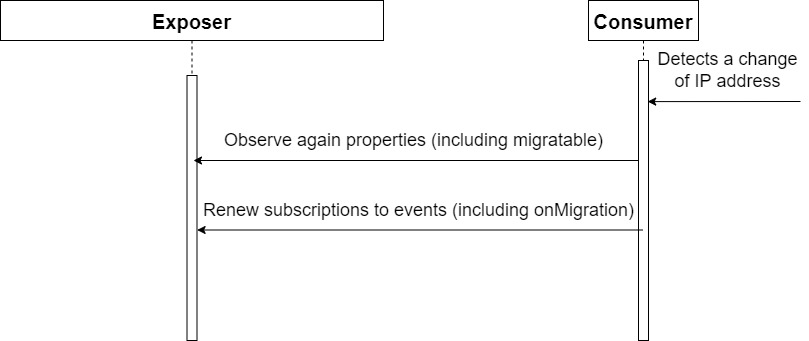 Exposer
Consumer
Detects a change
of IP address
Observe again properties (including migratable)
Renew subscriptions to events (including onMigration)